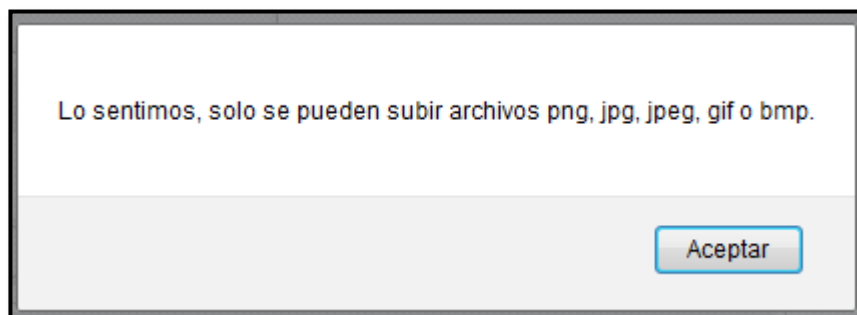 Lo sentimos, solo se pueden subir archivos png, jpg, jpeg, gif o bmp.
Aceptar